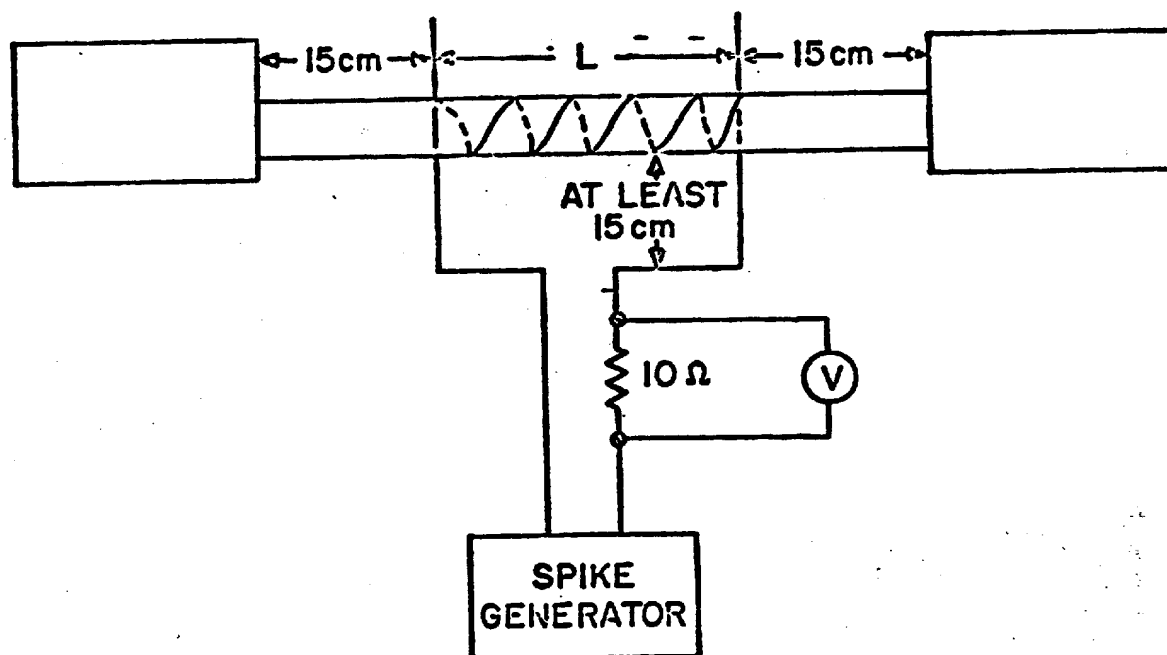 15cm L 15cm
AT LEAST
15cm
10Ω
V
SPIKE
GENERATOR